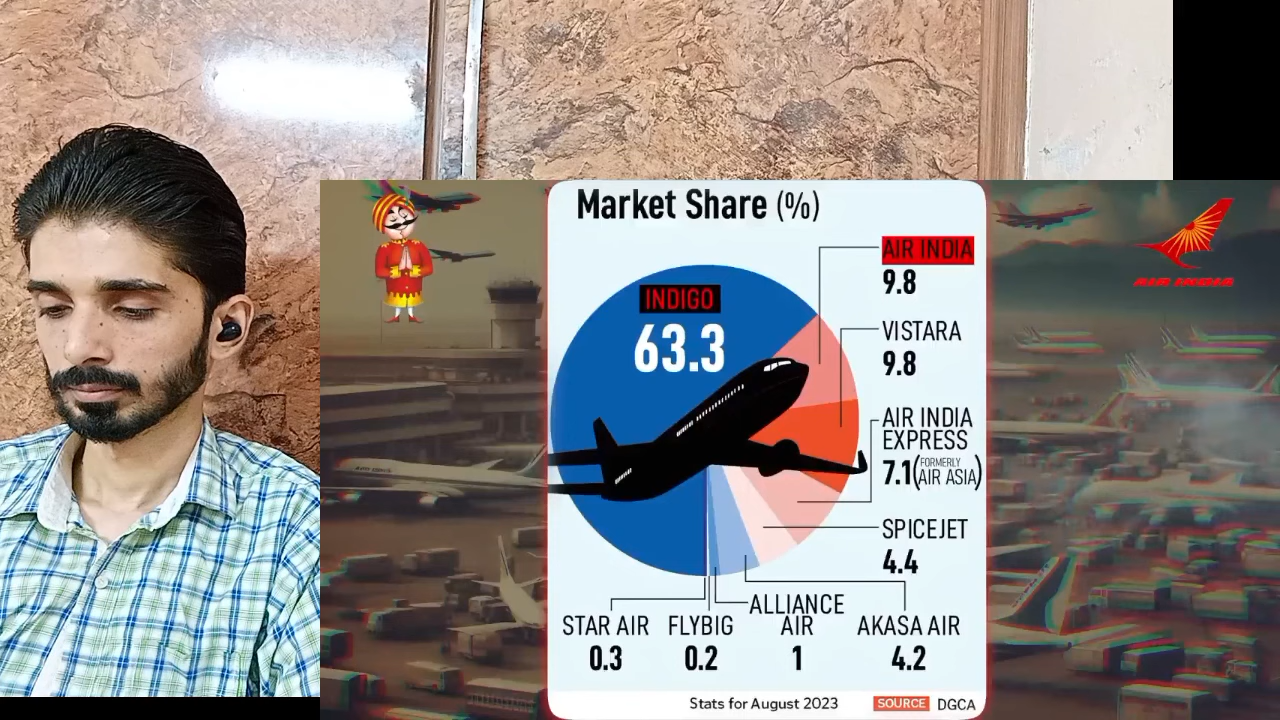 Market Share (%)
INDIGO
63.3
AIR INDIA
9.8
VISTARA
9.8
AIR INDIA
EXPRESS
7.1 (FORMERLY
AIR ASIA)
SPICEJET
4.4
STAR AIR
0.3
FLYBIG
0.2
ALLIANCE
AIR
1
AKASA AIR
4.2
Stats for August 2023
SOURCE DGCA
AIR INDIA